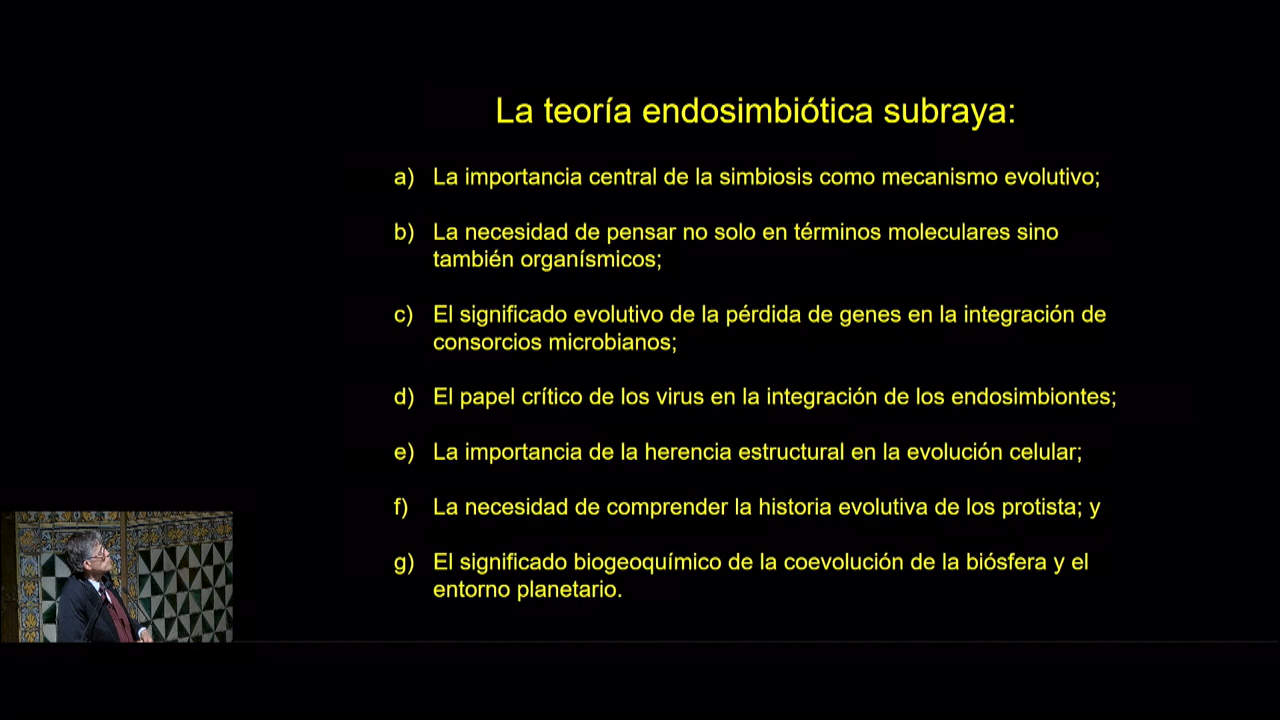 La teoría endosimbiótica subraya:
a) La importancia central de la simbiosis como mecanismo evolutivo;
b) La necesidad de pensar no solo en términos moleculares sino
también organísmicos;
c) El significado evolutivo de la pérdida de genes en la integración de
consorcios microbianos;
d) El papel crítico de los virus en la integración de los endosimbiontes;
e) La importancia de la herencia estructural en la evolución celular;
f) La necesidad de comprender la historia evolutiva de los protista; y
g) El significado biogeoquímico de la coevolución de la biósfera y el
entorno planetario.